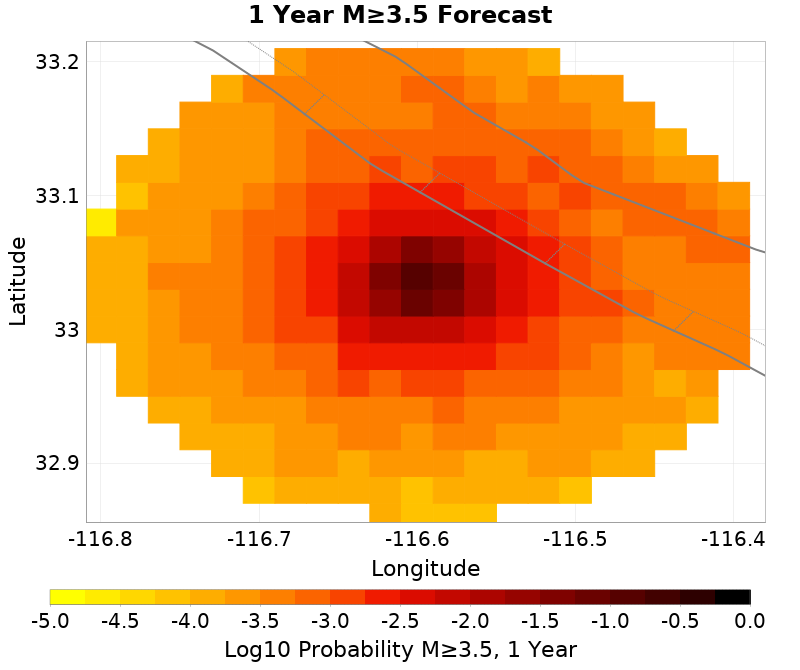 1 Year M≥3.5 Forecast
33.2
33.1
33
32.9
Latitude
-116.8 -116.7 -116.6 -116.5 -116.4
Longitude
-5.0 -4.5 -4.0 -3.5 -3.0 -2.5 -2.0 -1.5 -1.0 -0.5 0.0
Log10 Probability M≥3.5, 1 Year